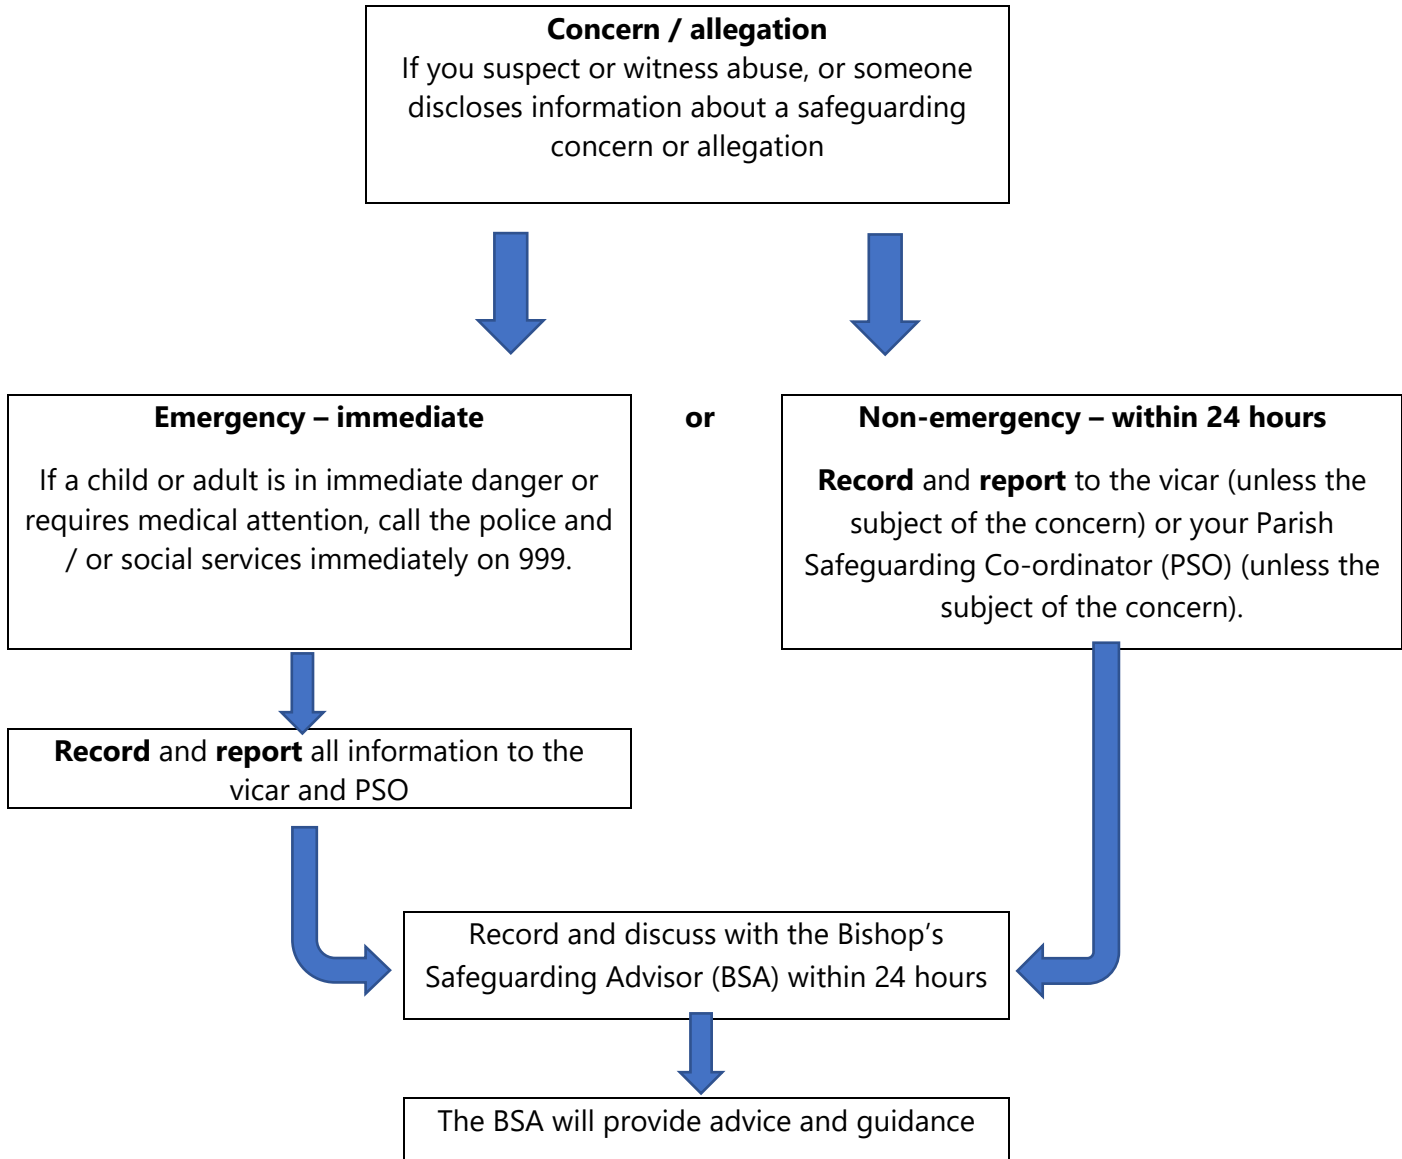 Concern / allegation
If you suspect or witness abuse, or someone
discloses information about a safeguarding
concern or allegation
Emergency – immediate
If a child or adult is in immediate danger or
requires medical attention, call the police and
/ or social services immediately on 999.
or
Non-emergency – within 24 hours
Record and report to the vicar (unless the
subject of the concern) or your Parish
Safeguarding Co-ordinator (PSO) (unless the
subject of the concern).
Record and report all information to the
vicar and PSO
Record and discuss with the Bishop’s
Safeguarding Advisor (BSA) within 24 hours
The BSA will provide advice and guidance